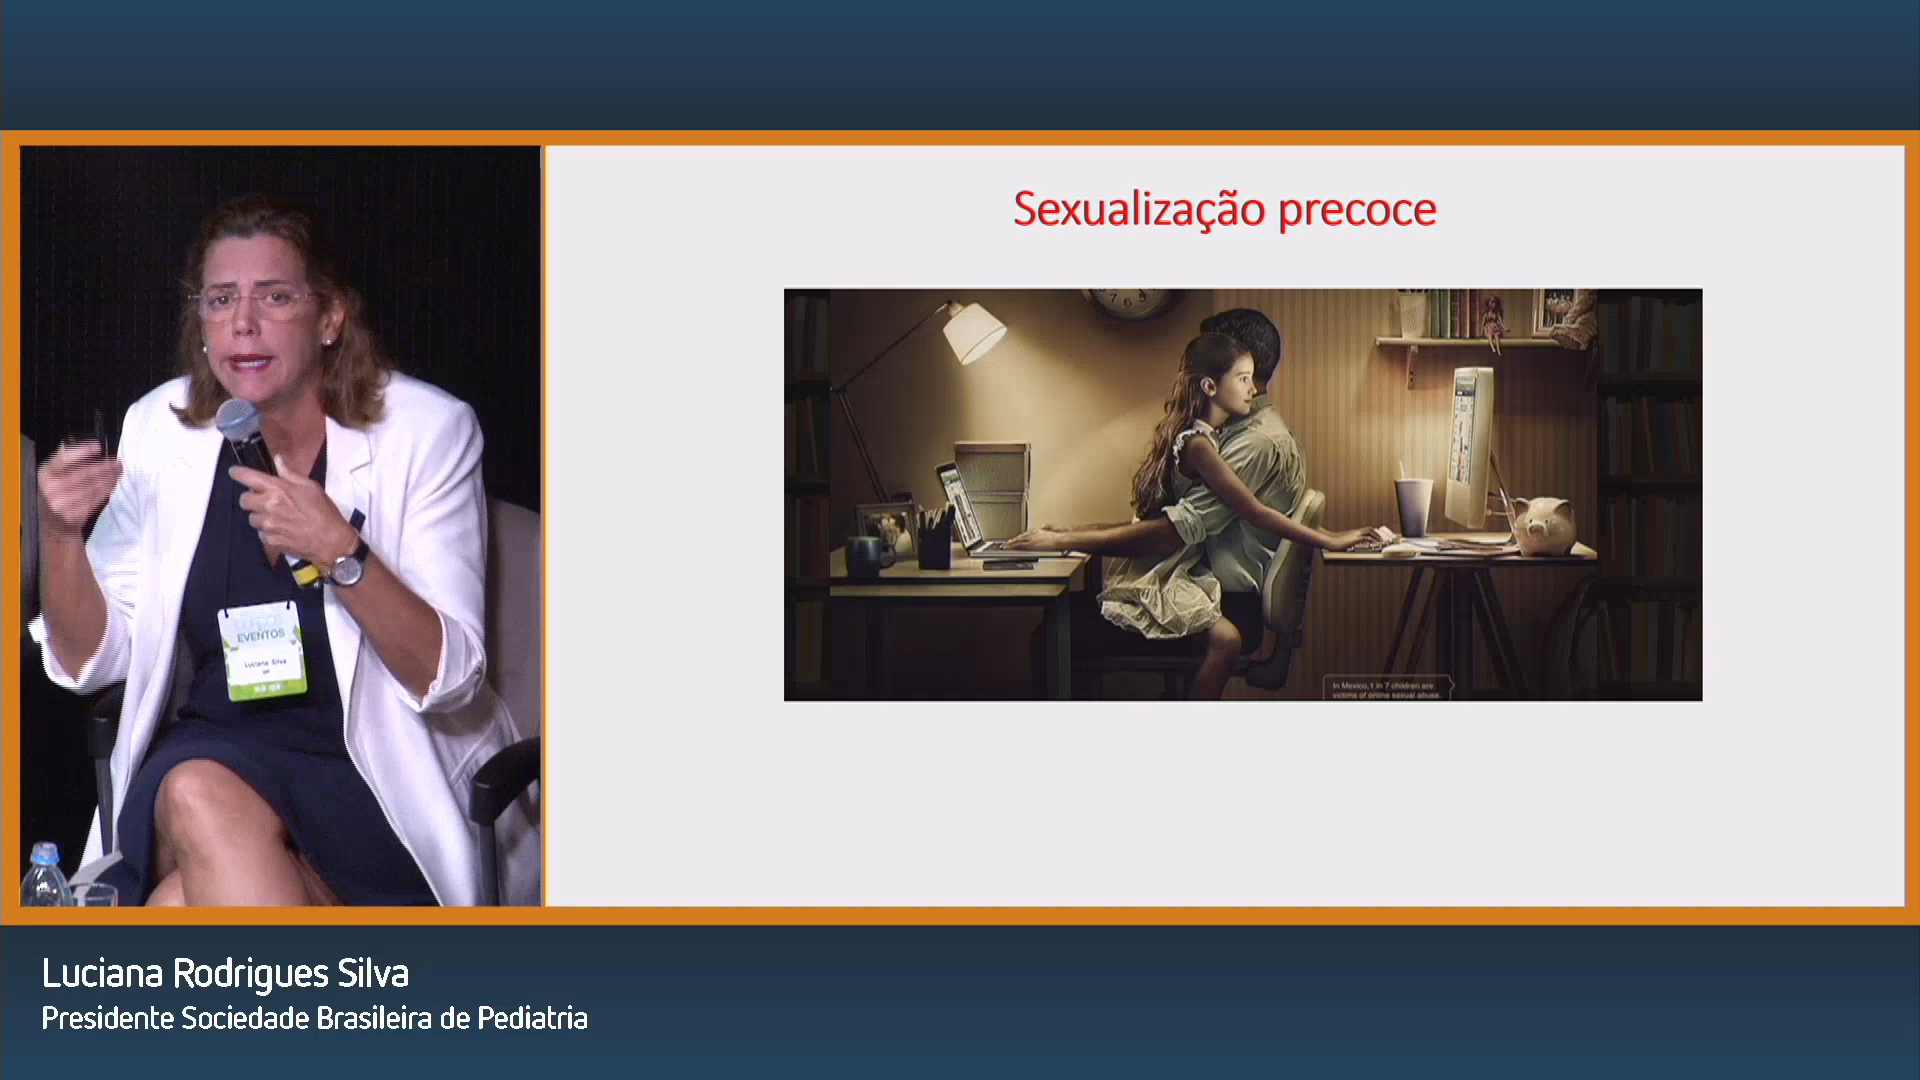 Sexualização precoce
In Mexico, 1 in 7 children are
victims of online sexual abuse.
EVENTOS
Luciana Silva
Luciana Rodrigues Silva
Presidente Sociedade Brasileira de Pediatria